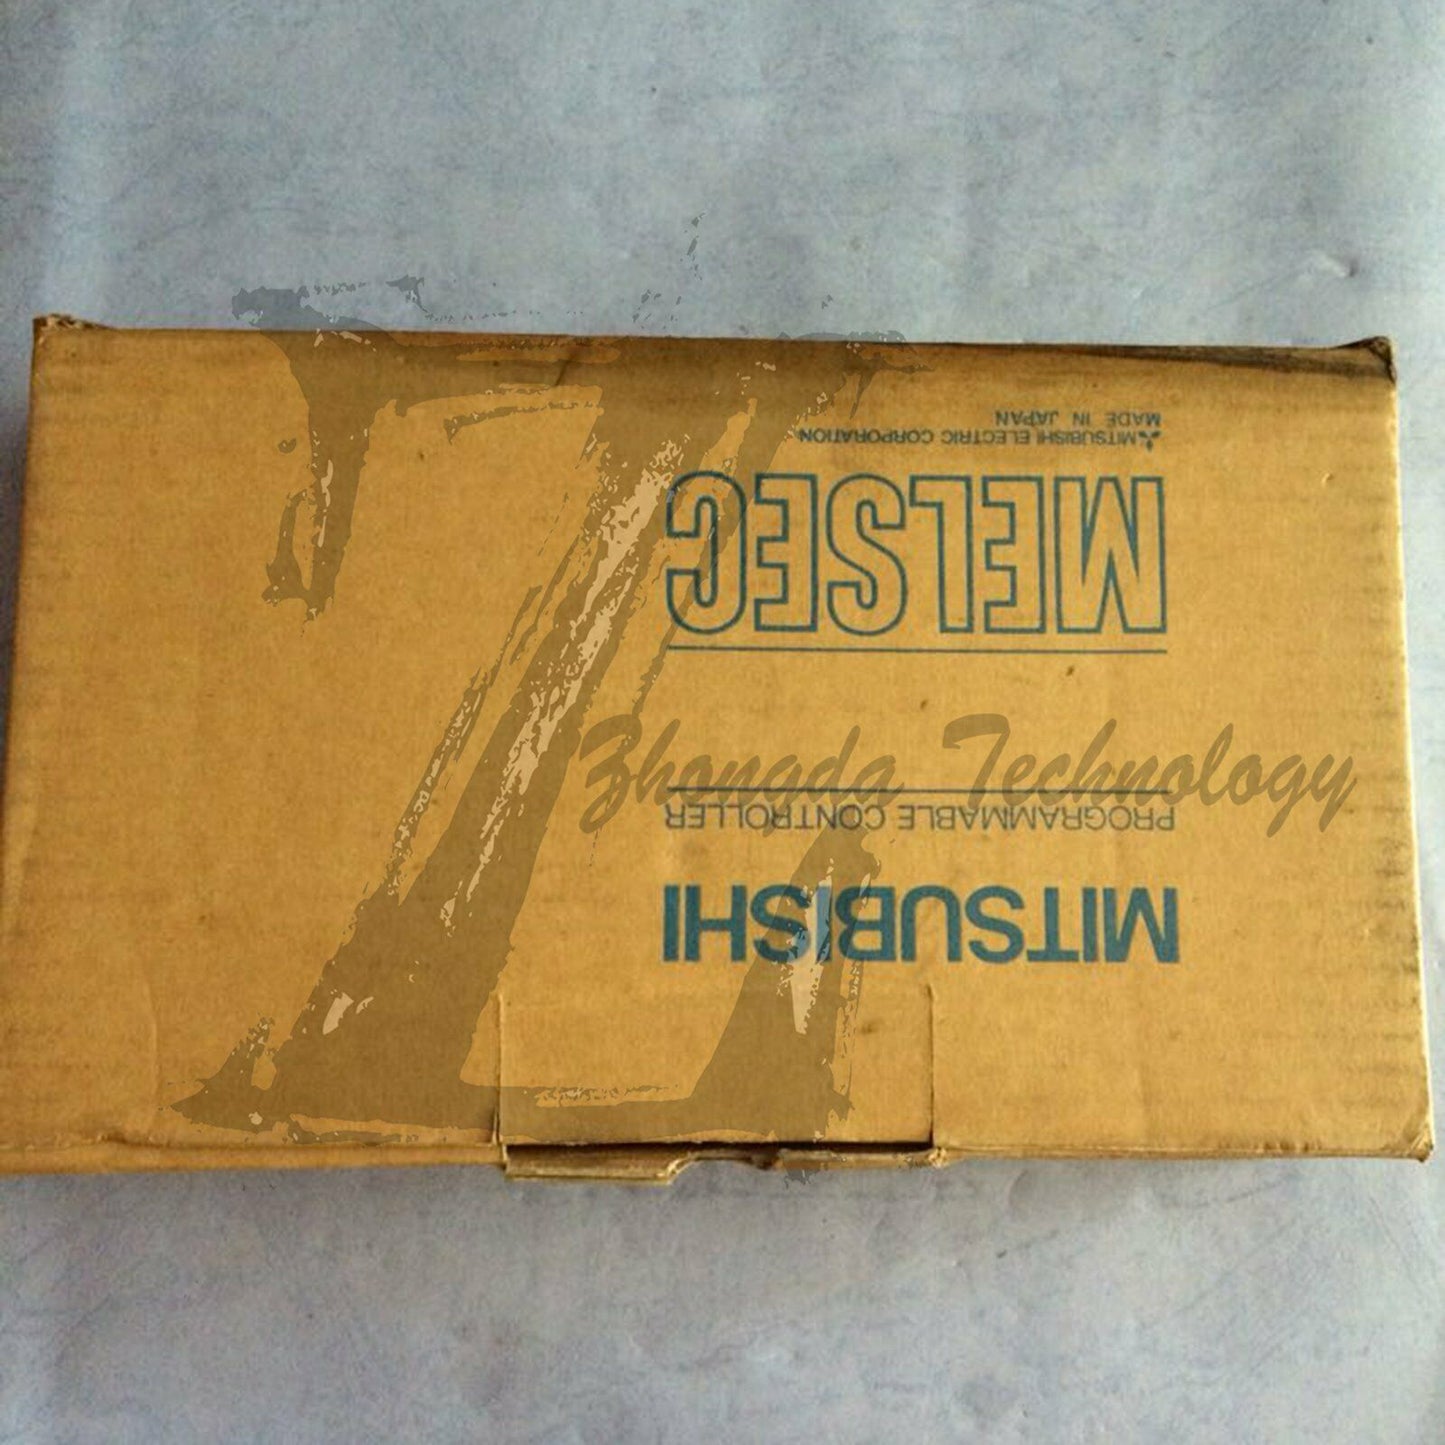 MITSUBISHI
PROGRAMMABLE CONTROLLER
MELSEC
MITSUBISHI ELECTRIC CORPORATION
MADE IN JAPAN
Z
Zhongda Technology